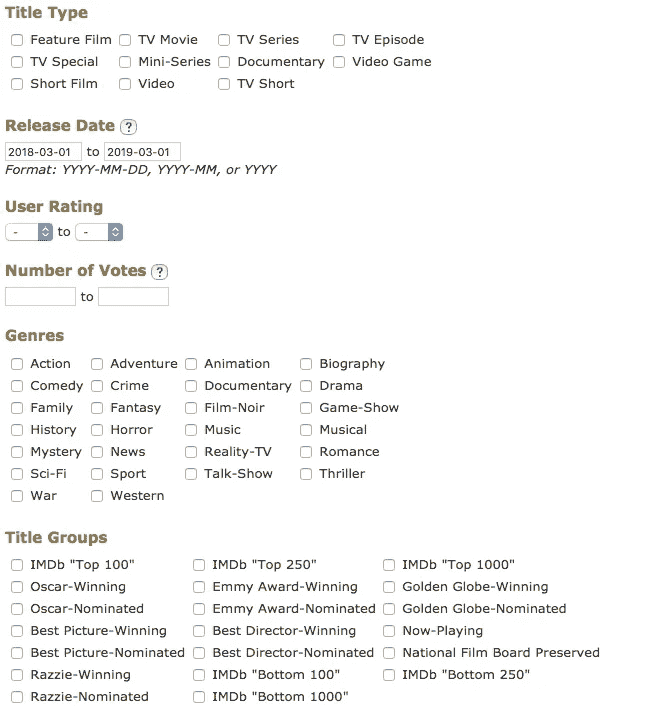 Title Type
Feature Film TV Movie TV Series TV Episode
TV Special Mini-Series Documentary Video Game
Short Film Video TV Short
Release Date ?
2018-03-01 to 2019-03-01
Format: YYYY-MM-DD, YYYY-MM, or YYYY
User Rating
- to -
Number of Votes ?
to
Genres
Action Adventure Animation Biography
Comedy Crime Documentary Drama
Family Fantasy Film-Noir Game-Show
History Horror Music Musical
Mystery News Reality-TV Romance
Sci-Fi Sport Talk-Show Thriller
War Western
Title Groups
IMDb "Top 100" IMDb "Top 250" IMDb "Top 1000"
Oscar-Winning Emmy Award-Winning Golden Globe-Winning
Oscar-Nominated Emmy Award-Nominated Golden Globe-Nominated
Best Picture-Winning Best Director-Winning Now-Playing
Best Picture-Nominated Best Director-Nominated National Film Board Preserved
Razzie-Winning IMDb "Bottom 100" IMDb "Bottom 250"
Razzie-Nominated IMDb "Bottom 1000"